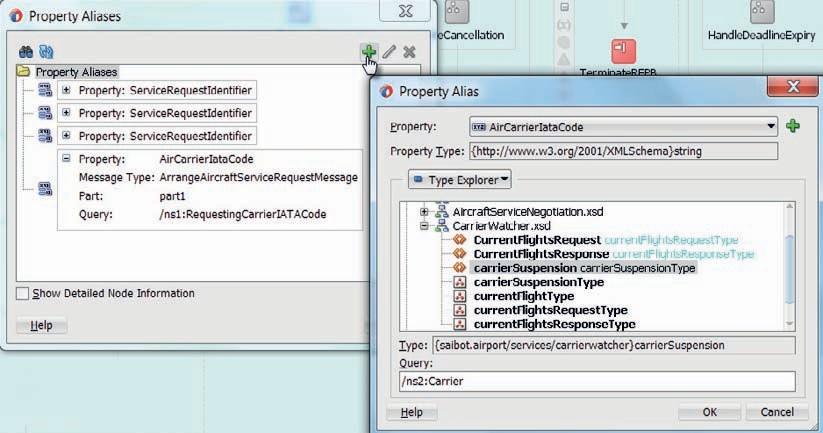 Property Aliases
Property Aliases
Property: ServiceRequestIdentifier
Property: ServiceRequestIdentifier
Property: ServiceRequestIdentifier
Property: AirCarrierIataCode
Message Type: ArrangeAircraftServiceRequestMessage
Part: part1
Query: /ns1:RequestingCarrierIATACode
Show Detailed Node Information
Help
eCancellation
TerminateREPB
HandleDeadlineExpiry
Property Alias
Property: AirCarrierIataCode
Property Type: {http://www.w3.org/2001/XMLSchema}string
Type Explorer
AircraftServiceNegotiation.xsd
CarrierWatcher.xsd
CurrentFlightsRequest currentFlightsRequestType
CurrentFlightsResponse currentFlightsResponseType
carrierSuspension carrierSuspensionType
carrierSuspensionType
currentFlightType
currentFlightsRequestType
currentFlightsResponseType
Type: {saibot.airport/services/carrierwatcher}carrierSuspension
Query:
/ns2:Carrier
Help OK Cancel